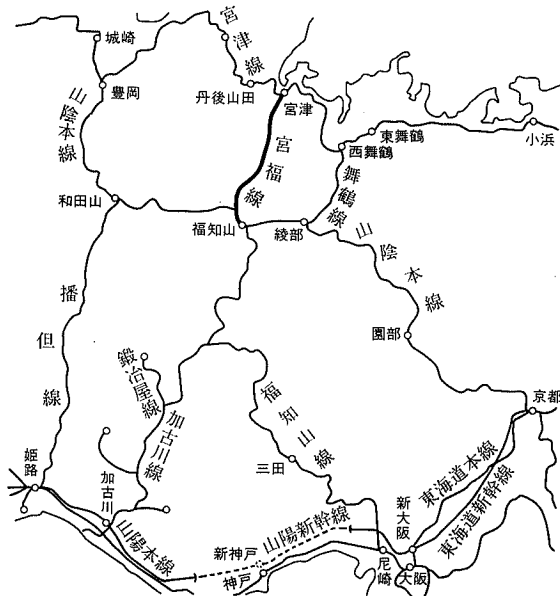 宮津線
城崎
豊岡
丹後山田
宮津
山陰本線
宮福線
東舞鶴
西舞鶴
小浜
舞鶴線
和田山
福知山
綾部
山陰本線
播但線
園部
鍛冶屋線
加古川線
福知山線
京都
姫路
三田
加古川
東海道本線
新大阪
山陽新幹線
東海道新幹線
山陽本線
新神戸
神戸
尼崎
大阪